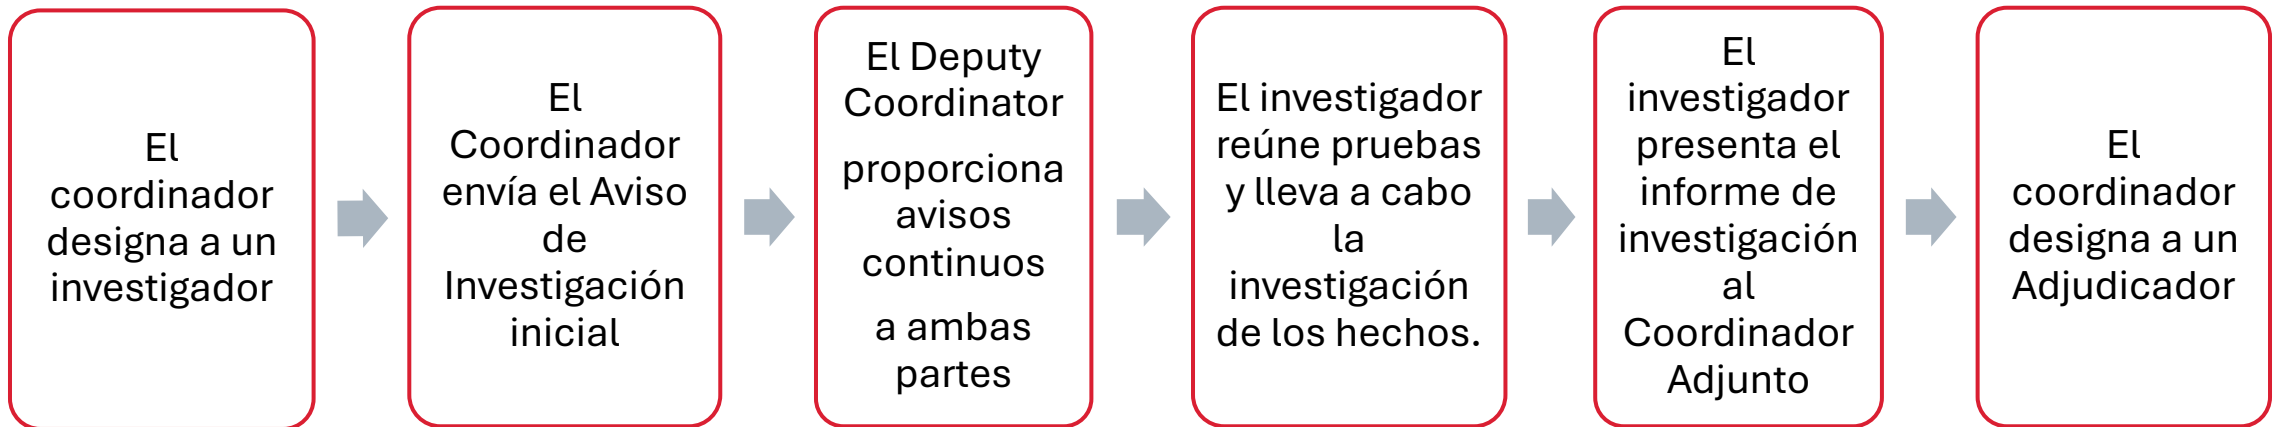 El
coordinador
designa a un
investigador
El
Coordinador
envía el Aviso
de
Investigación
inicial
El Deputy
Coordinator
proporciona
avisos
continuos
a ambas
partes
El investigador
reúne pruebas
y lleva a cabo
la
investigación
de los hechos.
El
investigador
presenta el
informe de
investigación
al
Coordinador
Adjunto
El
coordinador
designa a un
Adjudicador